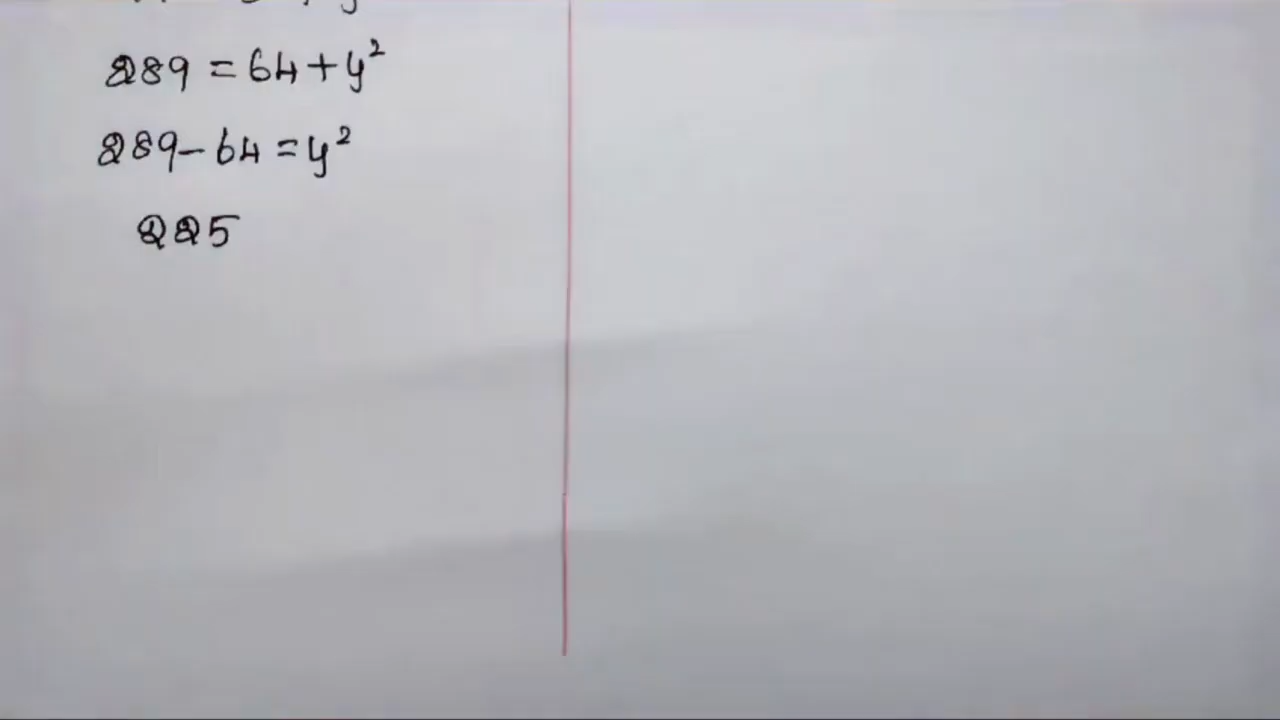 289 = 64 + y²
289 - 64 = y²
225